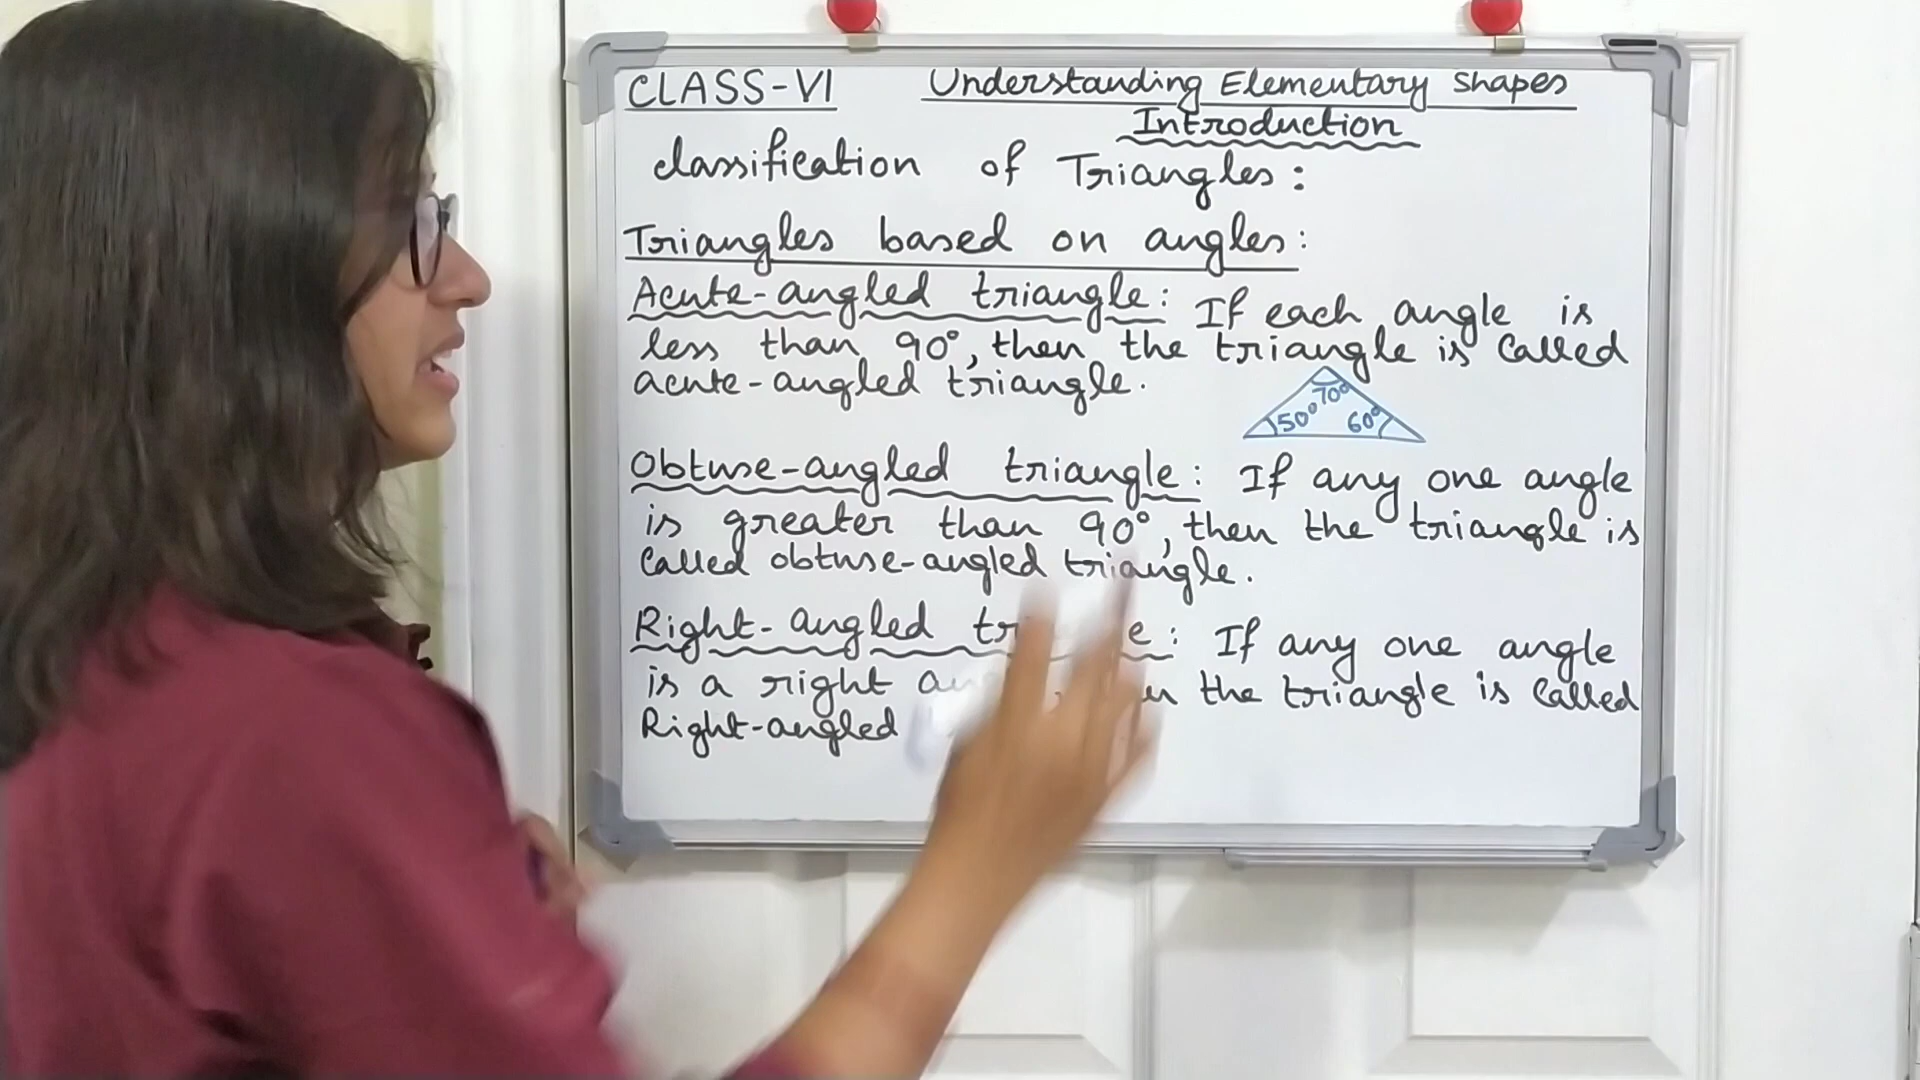 CLASS-VI Understanding Elementary Shapes
Introduction
classification of Triangles:
Triangles based on angles:
Acute-angled triangle: If each angle is
less than 90°, then the triangle is called
acute-angled triangle.
70°
50° 60°
Obtuse-angled triangle: If any one angle
is greater than 90°, then the triangle is
called obtuse-angled triangle.
Right-angled : If any one angle
is a right the triangle is called
Right-angled